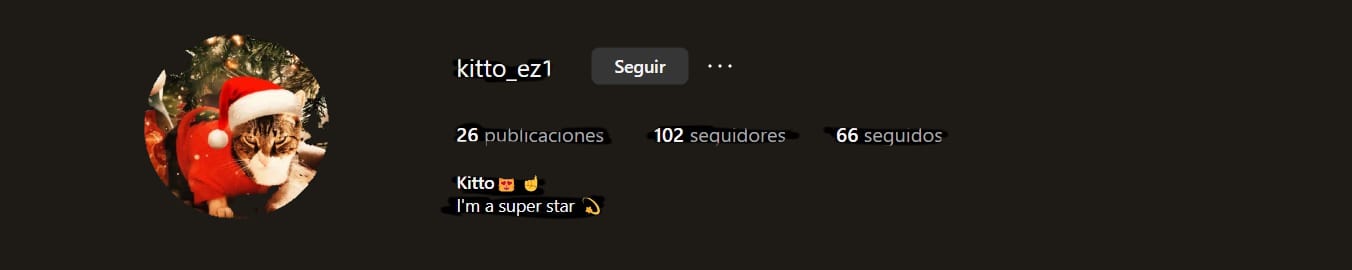 kitto_ez1 Seguir ...
26 publicaciones 102 seguidores 66 seguidos
Kitto😻 ☝️
I'm a super star 💫